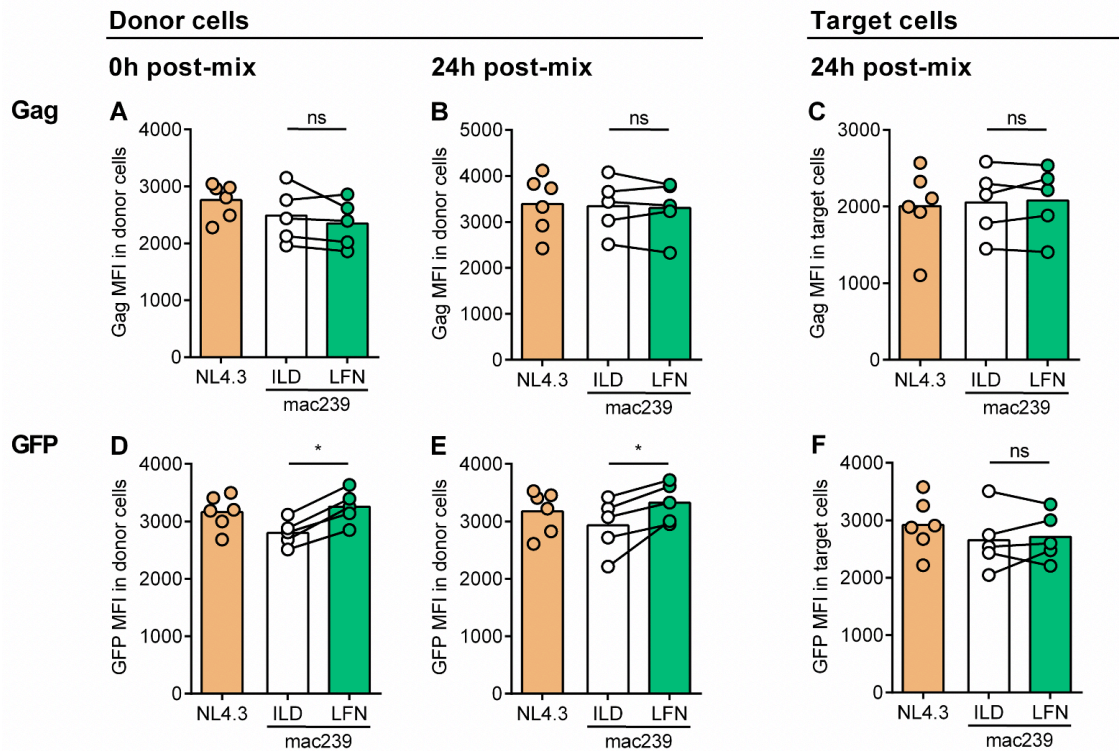 Donor cells
Target cells
0h post-mix
24h post-mix
24h post-mix
Gag
A
ns
4000
3000
2000
1000
0
Gag MFI in donor cells
NL4.3
ILD
LFN
mac239
B
ns
5000
4000
3000
2000
1000
0
Gag MFI in donor cells
NL4.3
ILD
LFN
mac239
C
ns
3000
2000
1000
0
Gag MFI in target cells
NL4.3
ILD
LFN
mac239
GFP
D
*
4000
3000
2000
1000
0
GFP MFI in donor cells
NL4.3
ILD
LFN
mac239
E
*
4000
3000
2000
1000
0
GFP MFI in donor cells
NL4.3
ILD
LFN
mac239
F
ns
4000
3000
2000
1000
0
GFP MFI in target cells
NL4.3
ILD
LFN
mac239